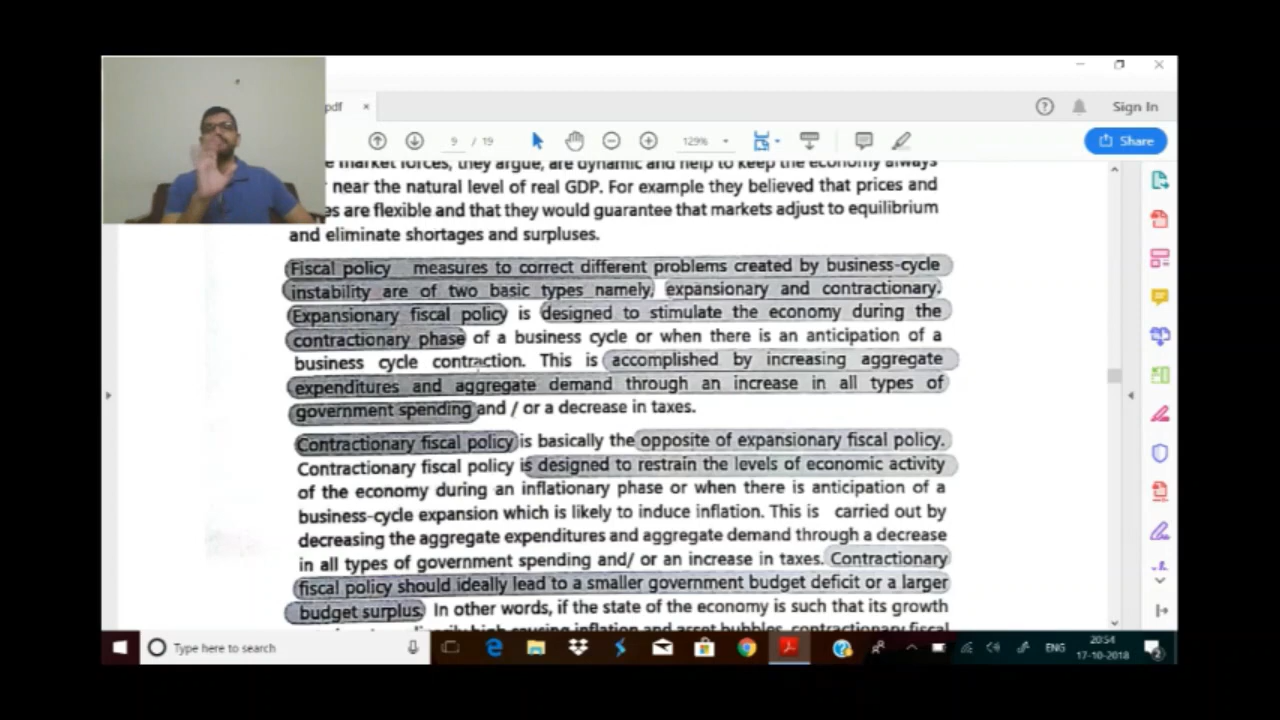 pdf
Sign In
9 / 19
129%
Share
market forces, they argue, are dynamic and help to keep the economy always
near the natural level of real GDP. For example they believed that prices and
are flexible and that they would guarantee that markets adjust to equilibrium
and eliminate shortages and surpluses.
Fiscal policy measures to correct different problems created by business-cycle
instability are of two basic types namely, expansionary and contractionary.
Expansionary fiscal policy is designed to stimulate the economy during the
contractionary phase of a business cycle or when there is an anticipation of a
business cycle contraction. This is accomplished by increasing aggregate
expenditures and aggregate demand through an increase in all types of
government spending and / or a decrease in taxes.
Contractionary fiscal policy is basically the opposite of expansionary fiscal policy.
Contractionary fiscal policy is designed to restrain the levels of economic activity
of the economy during an inflationary phase or when there is anticipation of a
business-cycle expansion which is likely to induce inflation. This is carried out by
decreasing the aggregate expenditures and aggregate demand through a decrease
in all types of government spending and/ or an increase in taxes. Contractionary
fiscal policy should ideally lead to a smaller government budget deficit or a larger
budget surplus. In other words, if the state of the economy is such that its growth
causing inflation and asset bubbles, contractionary fiscal
Type here to search
ENG
20:54
17-10-2018